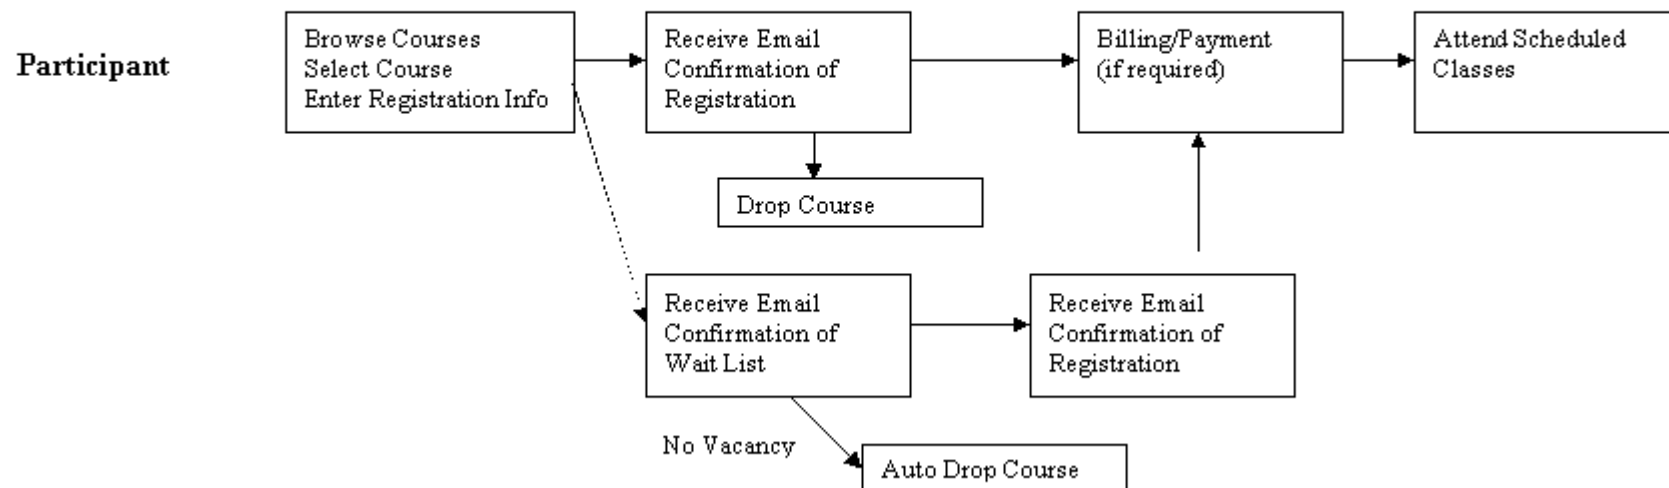 Participant
Browse Courses
Select Course
Enter Registration Info
Receive Email
Confirmation of
Registration
Billing/Payment
(if required)
Attend Scheduled
Classes
Drop Course
Receive Email
Confirmation of
Wait List
Receive Email
Confirmation of
Registration
No Vacancy
Auto Drop Course